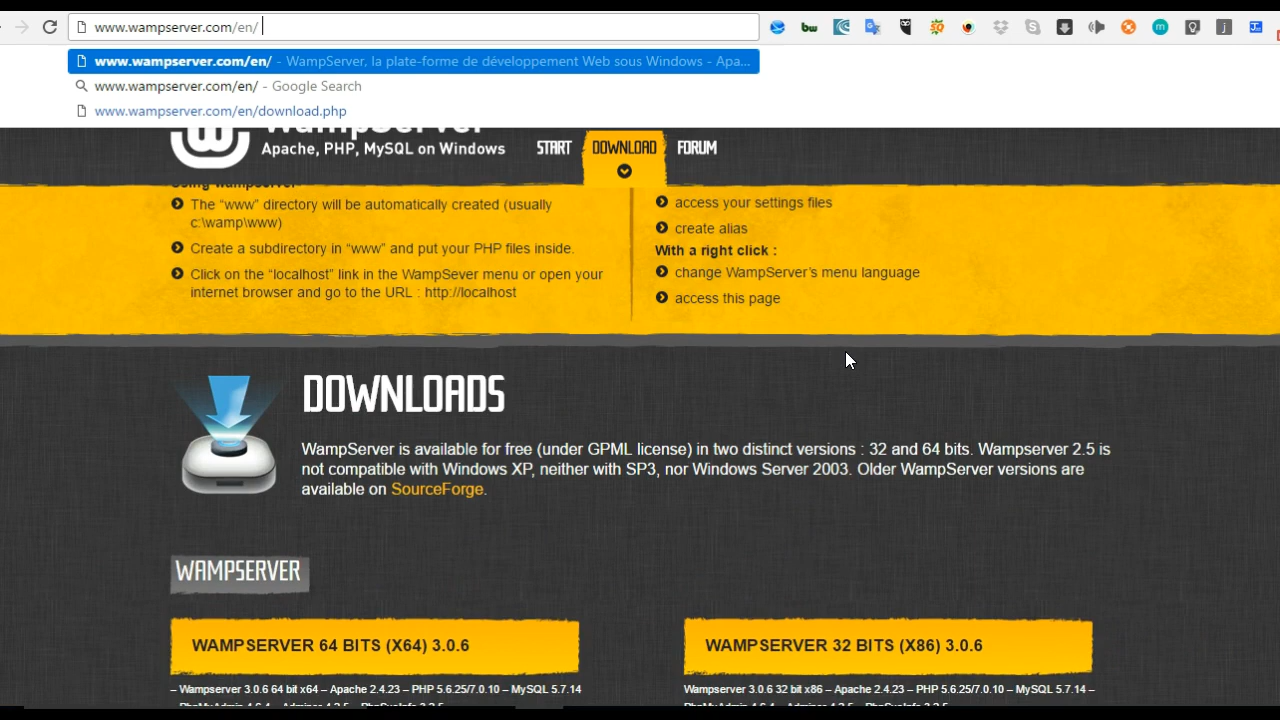 www.wampserver.com/en/
www.wampserver.com/en/ - WampServer, la plate-forme de développement Web sous Windows - Apa...
www.wampserver.com/en/ - Google Search
www.wampserver.com/en/download.php
WampServer
Apache, PHP, MySQL on Windows
START
DOWNLOAD
FORUM
Using wampserver
The “www” directory will be automatically created (usually
c:\wamp\www)
Create a subdirectory in “www” and put your PHP files inside.
Click on the “localhost” link in the WampSever menu or open your
internet browser and go to the URL : http://localhost
access your settings files
create alias
With a right click :
change WampServer’s menu language
access this page
DOWNLOADS
WampServer is available for free (under GPML license) in two distinct versions : 32 and 64 bits. Wampserver 2.5 is
not compatible with Windows XP, neither with SP3, nor Windows Server 2003. Older WampServer versions are
available on SourceForge.
WAMPSERVER
WAMPSERVER 64 BITS (X64) 3.0.6
– Wampserver 3.0.6 64 bit x64 – Apache 2.4.23 – PHP 5.6.25/7.0.10 – MySQL 5.7.14
WAMPSERVER 32 BITS (X86) 3.0.6
Wampserver 3.0.6 32 bit x86 – Apache 2.4.23 – PHP 5.6.25/7.0.10 – MySQL 5.7.14 –